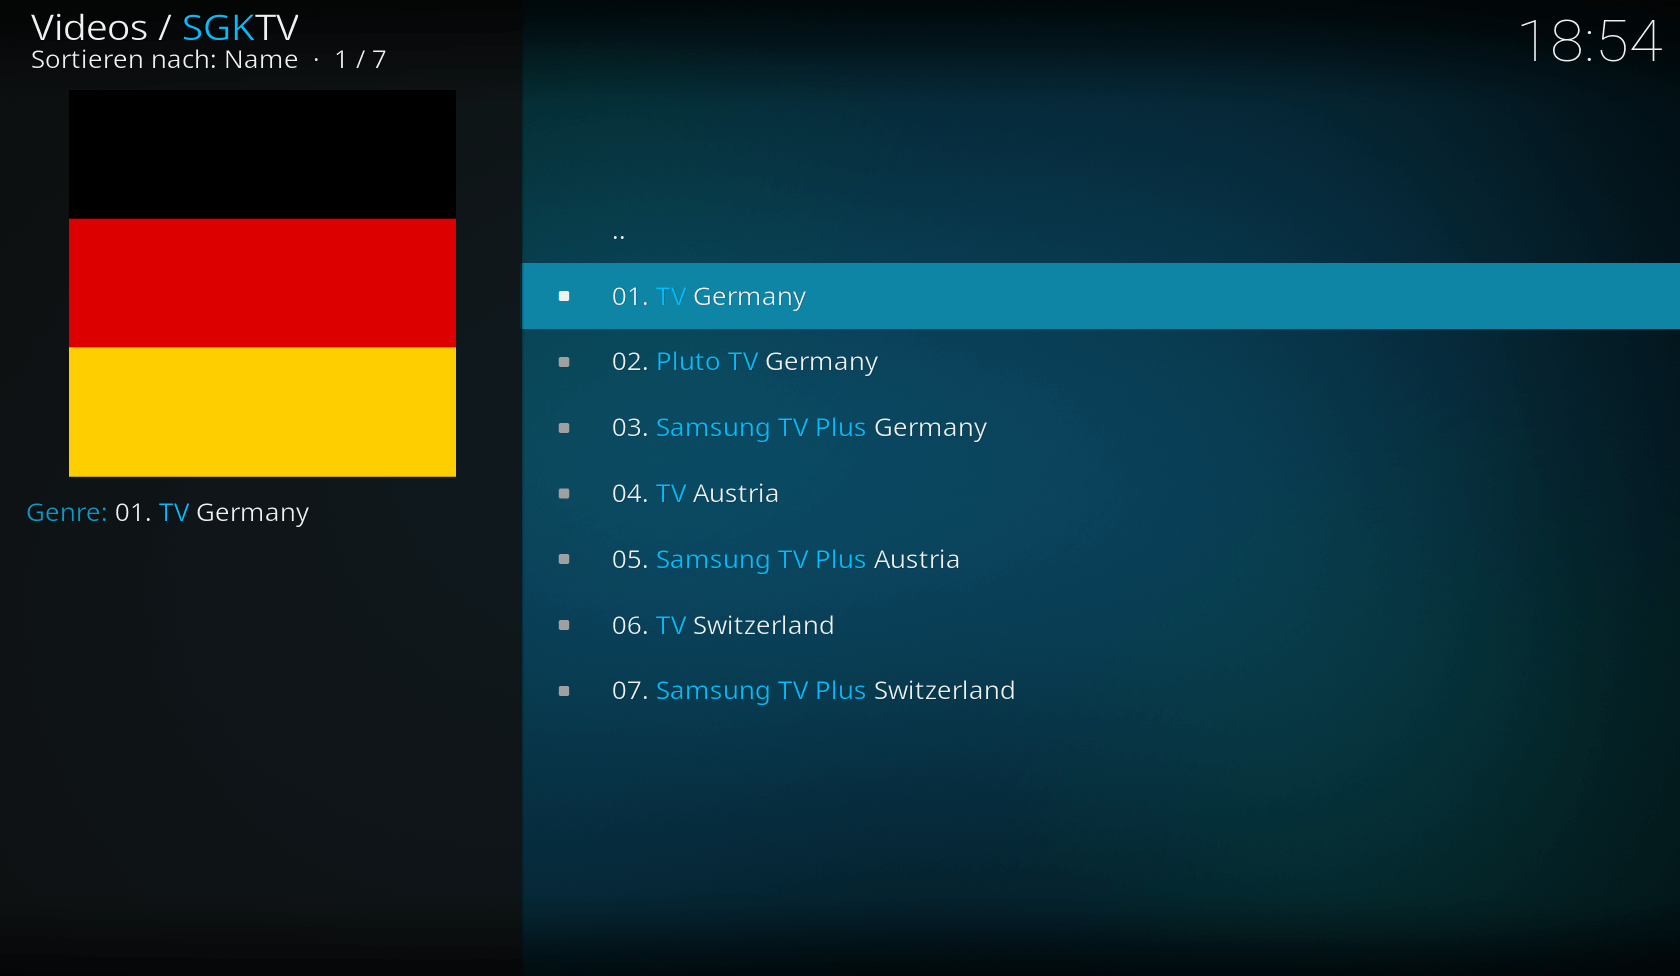 Videos / SGKTV
Sortieren nach: Name · 1 / 7
18:54
..
01. TV Germany
02. Pluto TV Germany
03. Samsung TV Plus Germany
04. TV Austria
05. Samsung TV Plus Austria
06. TV Switzerland
07. Samsung TV Plus Switzerland
Genre: 01. TV Germany